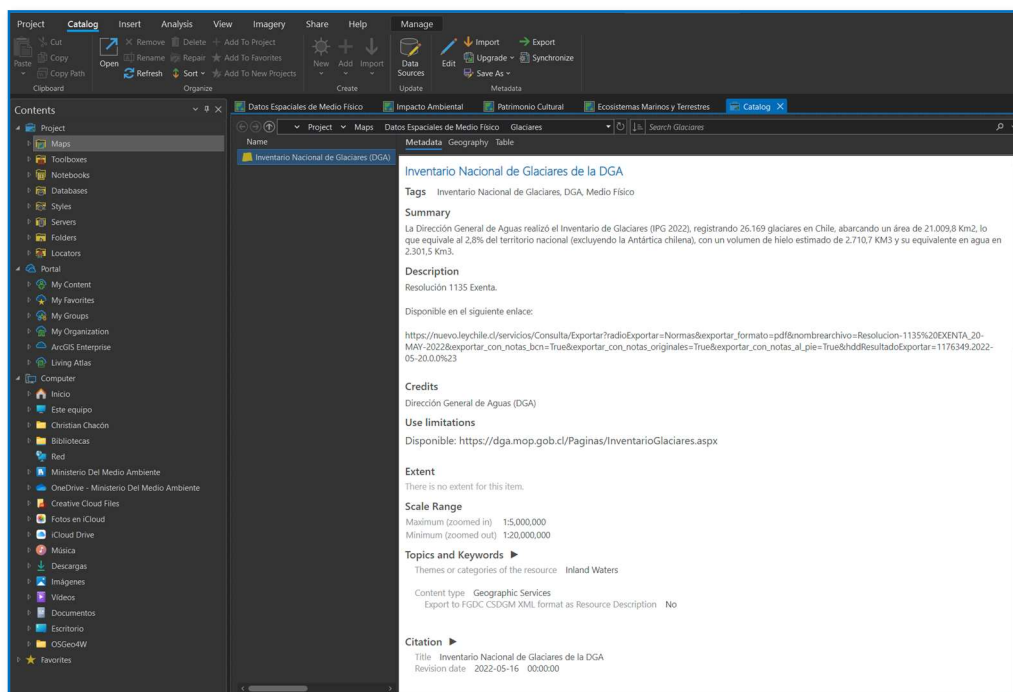 Project Catalog Insert Analysis View Imagery Share Help Manage
Paste
Cut
Copy
Copy Path
Clipboard
Open
Remove Delete Add To Project
Rename Repair Add To Favorites
Refresh Sort Add To New Projects
Organize
New Add Import
Create
Data Sources
Update
Edit
Import Export
Upgrade Synchronize
Save As
Metadata
Contents
Project
Maps
Toolboxes
Notebooks
Databases
Styles
Servers
Folders
Locators
Portal
My Content
My Favorites
My Groups
My Organization
ArcGIS Enterprise
Living Atlas
Computer
Inicio
Este equipo
Christian Chacón
Bibliotecas
Red
Ministerio Del Medio Ambiente
OneDrive - Ministerio Del Medio Ambiente
Creative Cloud Files
Fotos en iCloud
iCloud Drive
Música
Descargas
Imágenes
Vídeos
Documentos
Escritorio
OSGeo4W
Favorites
Datos Espaciales de Medio Físico Impacto Ambiental Patrimonio Cultural Ecosistemas Marinos y Terrestres Catalog
Project Maps Datos Espaciales de Medio Físico Glaciares Search Glaciares
Name
Inventario Nacional de Glaciares (DGA)
Metadata Geography Table
Inventario Nacional de Glaciares de la DGA
Tags Inventario Nacional de Glaciares, DGA, Medio Físico
Summary
La Dirección General de Aguas realizó el Inventario de Glaciares (IPG 2022), registrando 26.169 glaciares en Chile, abarcando un área de 21.009,8 Km2, lo
que equivale al 2,8% del territorio nacional (excluyendo la Antártica chilena), con un volumen de hielo estimado de 2.710,7 KM3 y su equivalente en agua en
2.301,5 Km3.
Description
Resolución 1135 Exenta.
Disponible en el siguiente enlace:
https://nuevo.leychile.cl/servicios/Consulta/Exportar?radioExportar=Normas&exportar_formato=pdf&nombrearchivo=Resolucion-1135%20EXENTA_20-
MAY-2022&exportar_con_notas_bcn=True&exportar_con_notas_originales=True&exportar_con_notas_al_pie=True&hddResultadoExportar=1176349.2022-
05-20.0.0%23
Credits
Dirección General de Aguas (DGA)
Use limitations
Disponible: https://dga.mop.gob.cl/Paginas/InventarioGlaciares.aspx
Extent
There is no extent for this item.
Scale Range
Maximum (zoomed in) 1:5,000,000
Minimum (zoomed out) 1:20,000,000
Topics and Keywords
Themes or categories of the resource Inland Waters
Content type Geographic Services
Export to FGDC CSDGM XML format as Resource Description No
Citation
Title Inventario Nacional de Glaciares de la DGA
Revision date 2022-05-16 00:00:00